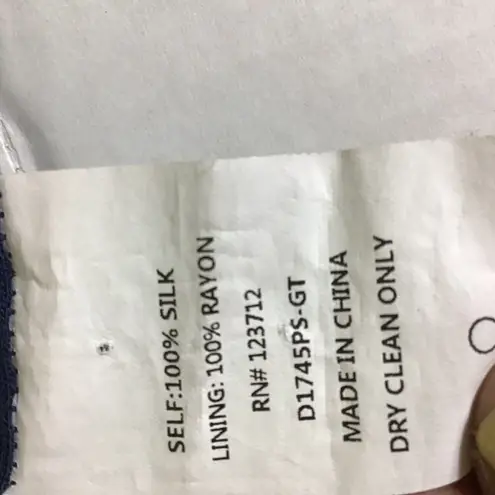 SELF:100% SILK
LINING: 100% RAYON
RN# 123712
D1745PS-GT
MADE IN CHINA
DRY CLEAN ONLY